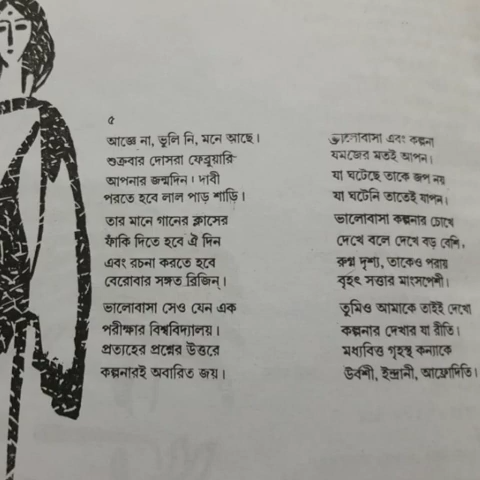 ৫
আজ্ঞে না, ভুলি নি, মনে আছে।
শুক্রবার দোসরা ফেব্রুয়ারি
আপনার জন্মদিন। দাবী
পরতে হবে লাল পাড় শাড়ি।
তার মানে গানের ক্লাসের
ফাঁকি দিতে হবে ঐ দিন
এবং রচনা করতে হবে
বেরোবার সঙ্গত ব্রিজিন্।
ভালোবাসা সেও যেন এক
পরীক্ষার বিশ্ববিদ্যালয়।
প্রত্যহের প্রশ্নের উত্তরে
কল্পনারই অবারিত জয়।
ভালোবাসা এবং কল্পনা
যমজের মতই আপন।
যা ঘটেছে তাকে জপ নয়
যা ঘটেনি তাতেই যাপন।
ভালোবাসা কল্পনার চোখে
দেখে বলে দেখে বড় বেশি,
রুগ্ন দৃশ্য, তাকেও পরায়
বৃহৎ সত্তার মাংসপেশী।
তুমিও আমাকে তাইই দেখো
কল্পনার দেখার যা রীতি।
মধ্যবিত্ত গৃহস্থ কন্যাকে
উর্বশী, ইন্দ্রানী, আফ্রোদিতি।